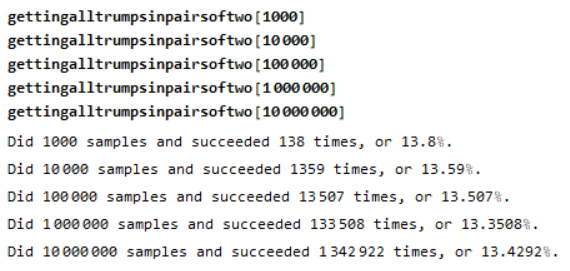 gettingalltrumpsinpairsoftwo[1000]
gettingalltrumpsinpairsoftwo[10000]
gettingalltrumpsinpairsoftwo[100000]
gettingalltrumpsinpairsoftwo[1000000]
gettingalltrumpsinpairsoftwo[10000000]
Did 1000 samples and succeeded 138 times, or 13.8%.
Did 10000 samples and succeeded 1359 times, or 13.59%.
Did 100000 samples and succeeded 13507 times, or 13.507%.
Did 1000000 samples and succeeded 133508 times, or 13.3508%.
Did 10000000 samples and succeeded 1342922 times, or 13.4292%.